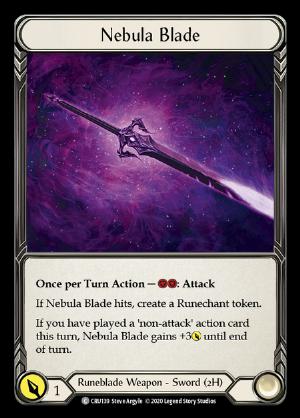 Nebula Blade
Once per Turn Action — : Attack
If Nebula Blade hits, create a Runechant token.
If you have played a 'non-attack' action card
this turn, Nebula Blade gains +3 until end
of turn.
1
Runeblade Weapon - Sword (2H)
C CRU139 Steve Argyle © 2020 Legend Story Studios